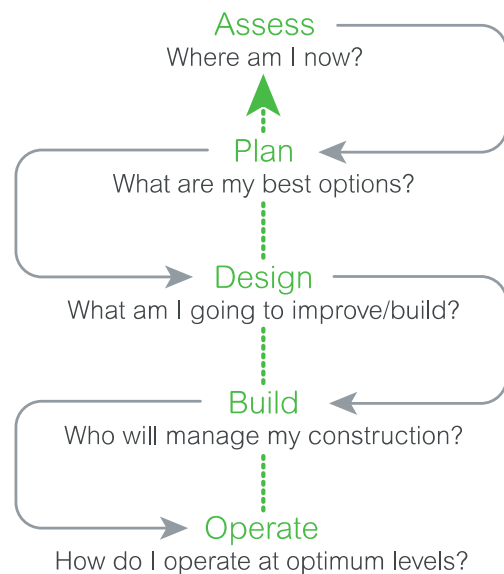 Assess
Where am I now?
Plan
What are my best options?
Design
What am I going to improve/build?
Build
Who will manage my construction?
Operate
How do I operate at optimum levels?